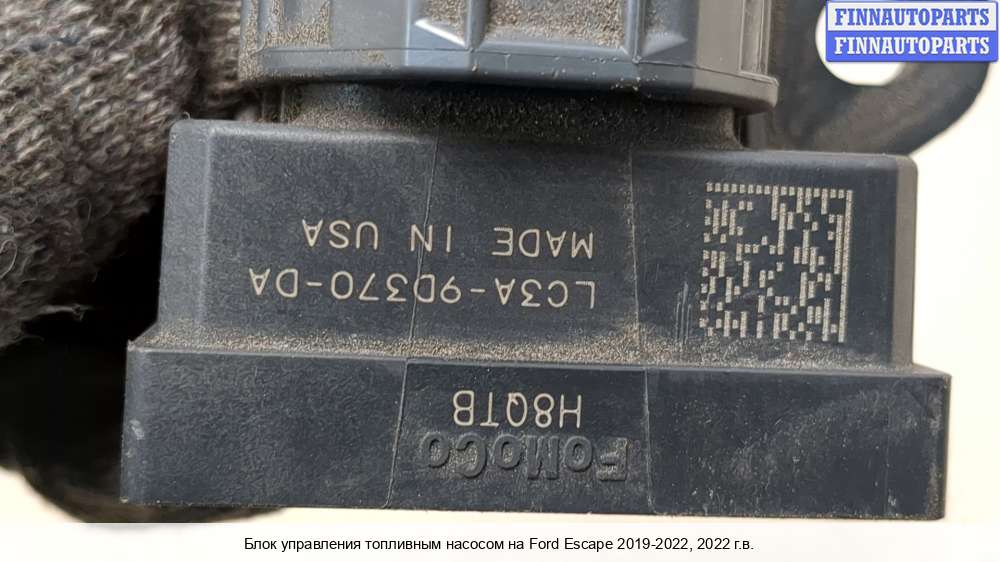 FINNAUTOPARTS
FINNAUTOPARTS
FoMoCo
H8QTB
LC3A-9D370-DA
MADE IN USA
Блок управления топливным насосом на Ford Escape 2019-2022, 2022 г.в.